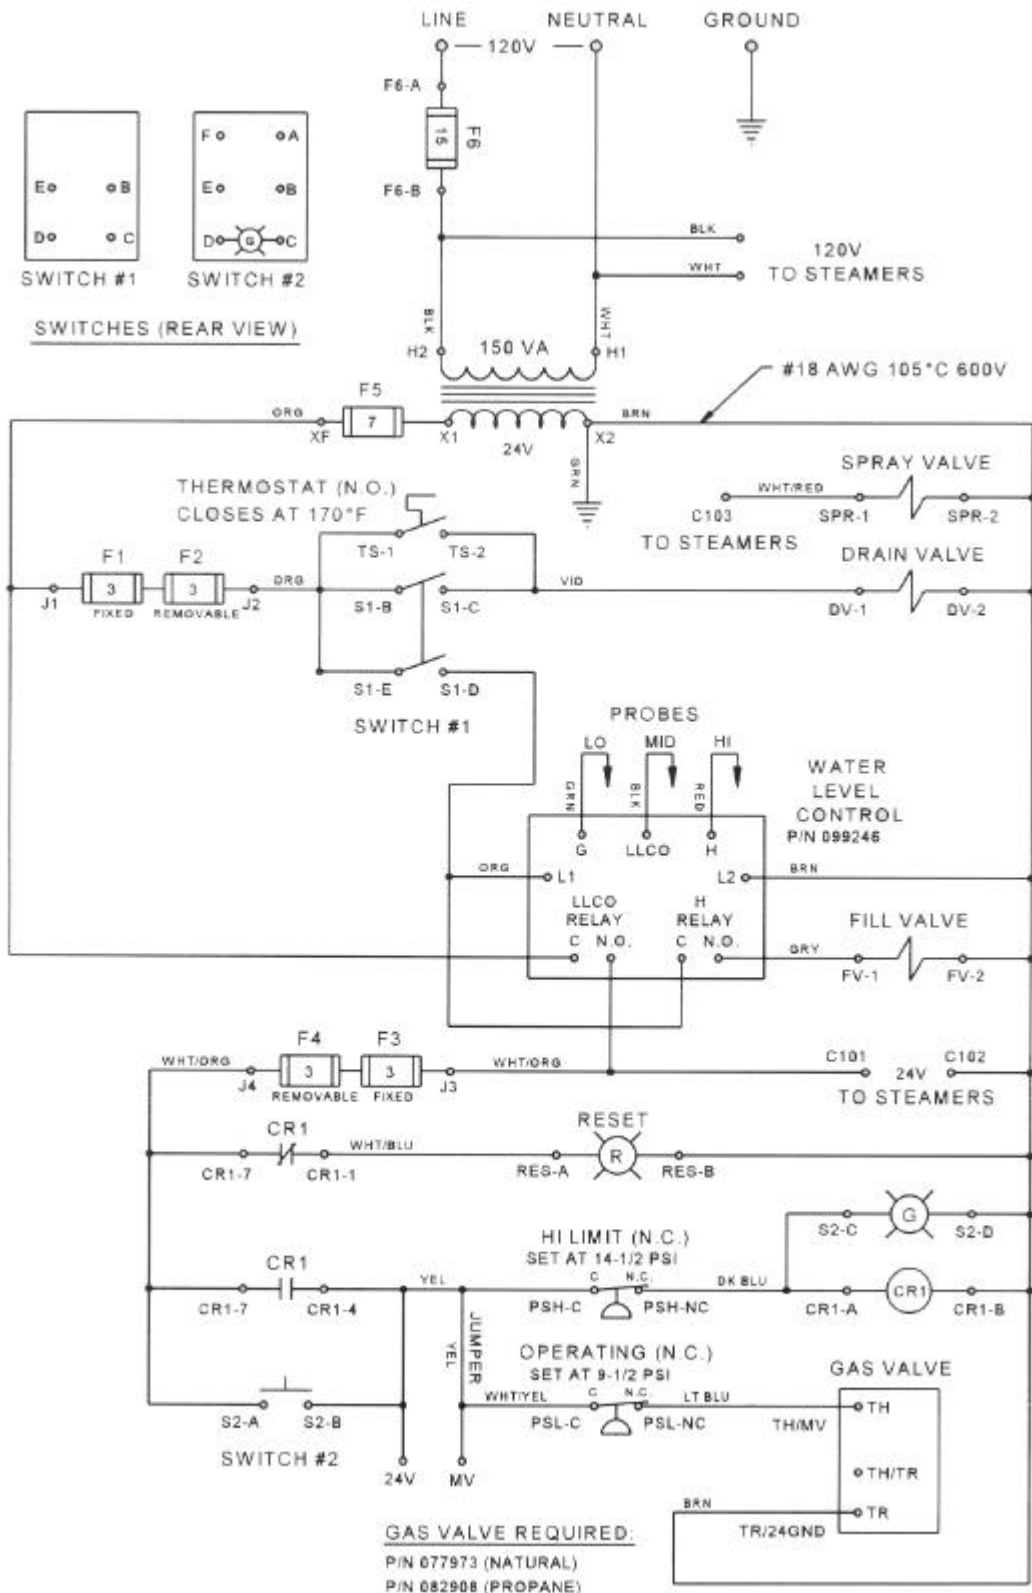 LINE NEUTRAL GROUND
120V
F6-A
15
F6
F6-B
F A
E B
E B
D C
D G C
SWITCH #1
SWITCH #2
SWITCHES (REAR VIEW)
BLK
WHT
120V
TO STEAMERS
BLK
WHT
H2
150 VA
H1
#18 AWG 105°C 600V
F5
7
ORG
XF
X1
24V
X2
BRN
GRN
THERMOSTAT (N.O.)
CLOSES AT 170°F
TS-1
TS-2
SPRAY VALVE
WHT/RED
C103
SPR-1
SPR-2
TO STEAMERS
DRAIN VALVE
F1
F2
3
3
J1
FIXED
REMOVABLE
J2
ORG
S1-B
S1-C
VIO
DV-1
DV-2
S1-E
S1-D
SWITCH #1
PROBES
LO
MID
HI
GRN
BLK
RED
WATER
LEVEL
CONTROL
P/N 099246
G
LLCO
H
ORG
L1
L2
BRN
LLCO
RELAY
H
RELAY
C N.O.
C N.O.
GRY
FILL VALVE
FV-1
FV-2
F4
F3
3
3
WHT/ORG
J4
REMOVABLE
FIXED
J3
WHT/ORG
C101
C102
24V
TO STEAMERS
CR1
WHT/BLU
CR1-7
CR1-1
RESET
R
RES-A
RES-B
G
S2-C
S2-D
HI LIMIT (N.C.)
SET AT 14-1/2 PSI
CR1
CR1-7
CR1-4
YEL
C
N.C.
PSH-C
PSH-NC
DK BLU
CR1
CR1-A
CR1-B
JUMPER
YEL
OPERATING (N.C.)
SET AT 9-1/2 PSI
WHT/YEL
C
N.C.
LT BLU
PSL-C
PSL-NC
GAS VALVE
TH/MV
TH
TH/TR
TR
BRN
TR/24GND
S2-A
S2-B
SWITCH #2
24V
MV
GAS VALVE REQUIRED:
P/N 077973 (NATURAL)
P/N 082908 (PROPANE)